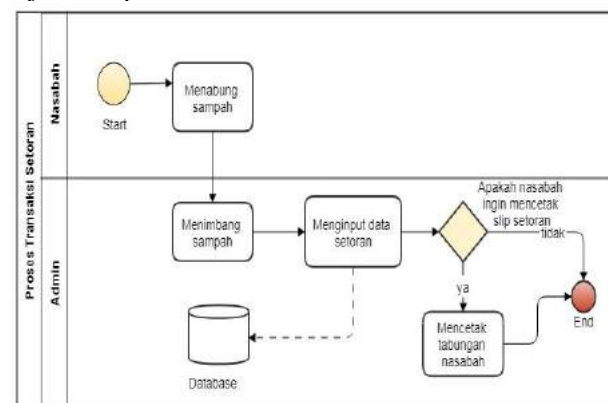 Proses Transaksi Setoran
Nasabah
Start
Menabung
sampah
Admin
Menimbang
sampah
Menginput data
setoran
Apakah nasabah
ingin mencetak
slip setoran
tidak
ya
Mencetak
tabungan
nasabah
End
Database